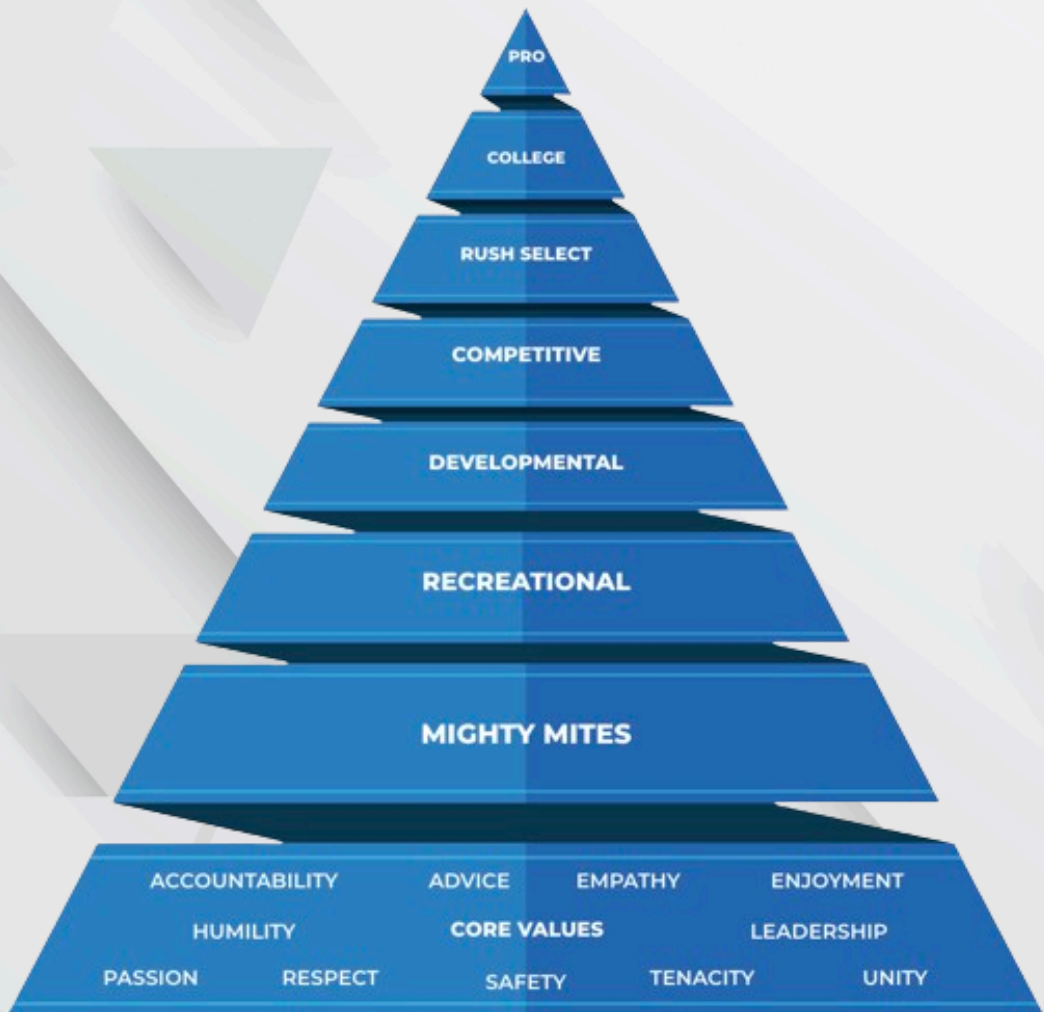 PRO
COLLEGE
RUSH SELECT
COMPETITIVE
DEVELOPMENTAL
RECREATIONAL
MIGHTY MITES
ACCOUNTABILITY ADVICE EMPATHY ENJOYMENT
HUMILITY CORE VALUES LEADERSHIP
PASSION RESPECT SAFETY TENACITY UNITY